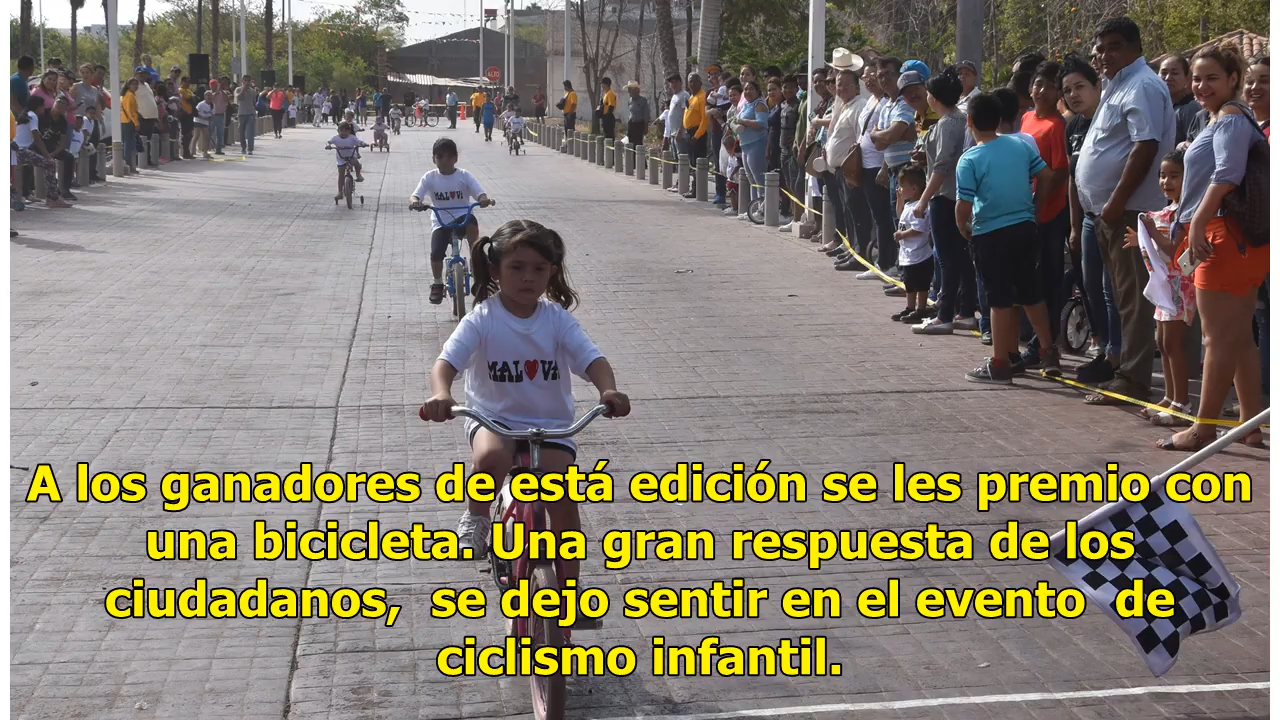 ALTO
MALOVA
MALOVA
A los ganadores de está edición se les premio con
una bicicleta. Una gran respuesta de los
ciudadanos,  se dejo sentir en el evento  de
ciclismo infantil.